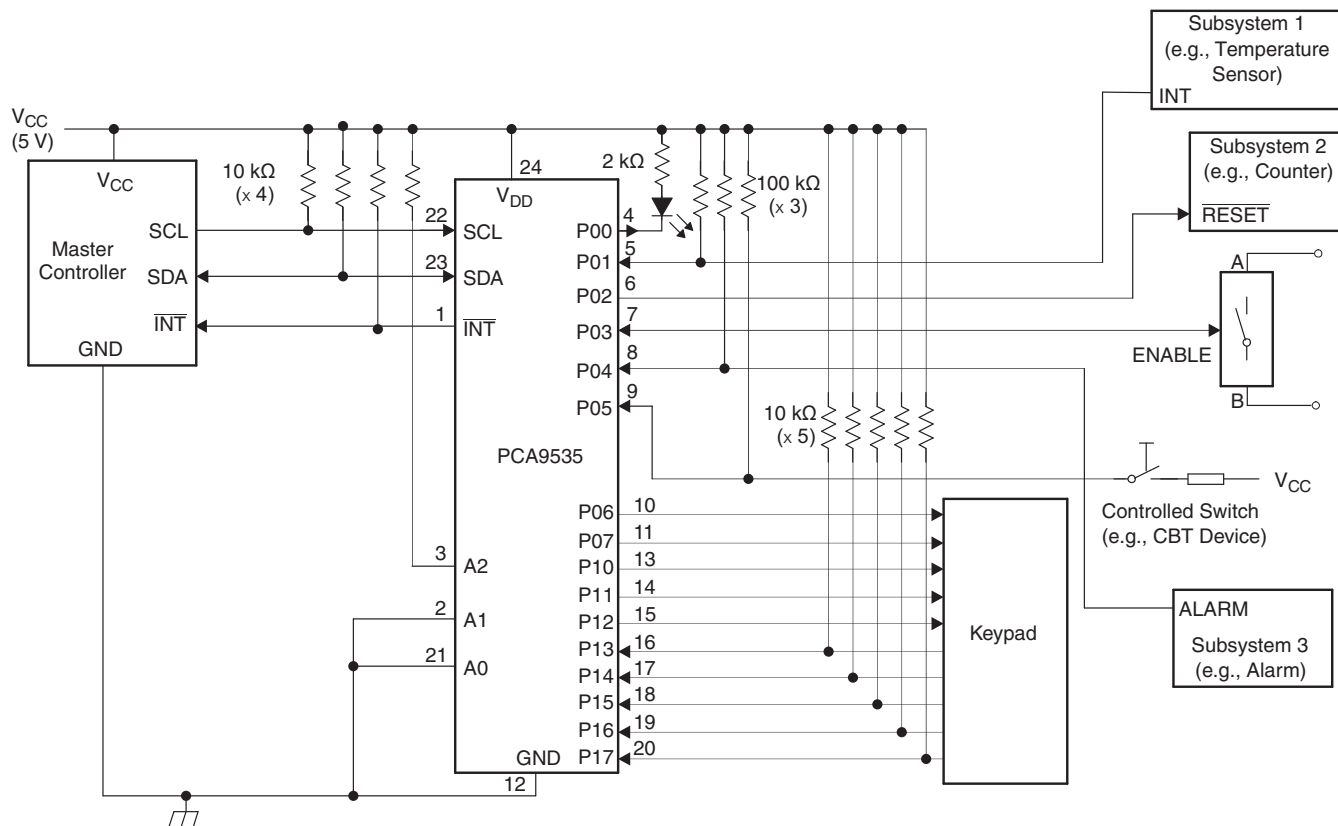 Subsystem 1
(e.g., Temperature
Sensor)
INT
V_CC
(5 V)
V_CC
SCL
Master
Controller
SDA
INT
GND
10 kΩ
(x 4)
22
23
1
3
2
21
24
V_DD
SCL
SDA
INT
A2
A1
A0
GND
12
PCA9535
P00
P01
P02
P03
P04
P05
P06
P07
P10
P11
P12
P13
P14
P15
P16
P17
4
5
6
7
8
9
10
11
13
14
15
16
17
18
19
20
2 kΩ
100 kΩ
(x 3)
10 kΩ
(x 5)
Keypad
Subsystem 2
(e.g., Counter)
RESET
A
ENABLE
B
V_CC
Controlled Switch
(e.g., CBT Device)
ALARM
Subsystem 3
(e.g., Alarm)